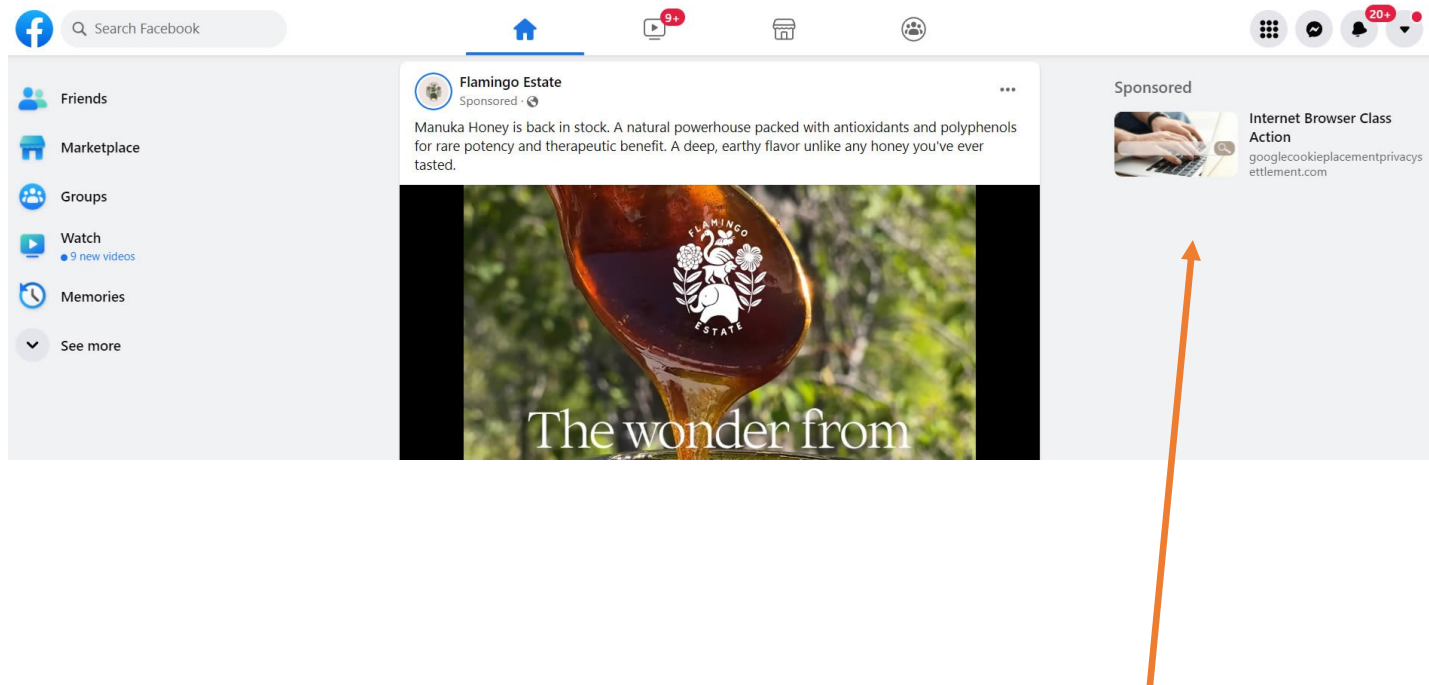 Search Facebook
9+
20+
Friends
Marketplace
Groups
Watch
9 new videos
Memories
See more
Flamingo Estate
Sponsored ·
Manuka Honey is back in stock. A natural powerhouse packed with antioxidants and polyphenols
for rare potency and therapeutic benefit. A deep, earthy flavor unlike any honey you've ever
tasted.
FLAMINGO
ESTATE
The wonder from
Sponsored
Internet Browser Class
Action
googlecookieplacementprivacys
ettlement.com